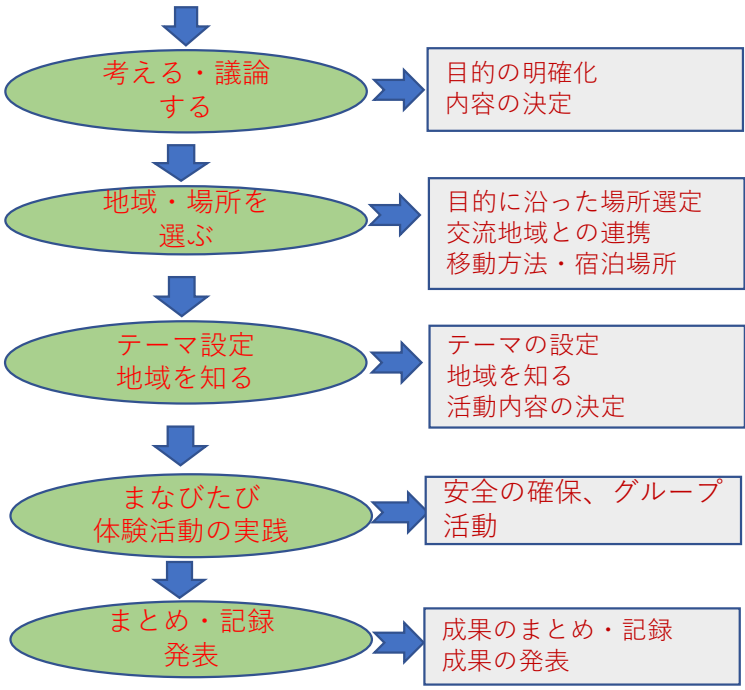 考える・議論
する
目的の明確化
内容の決定
地域・場所を
選ぶ
目的に沿った場所選定
交流地域との連携
移動方法・宿泊場所
テーマ設定
地域を知る
テーマの設定
地域を知る
活動内容の決定
まなびたび
体験活動の実践
安全の確保、グループ
活動
まとめ・記録
発表
成果のまとめ・記録
成果の発表